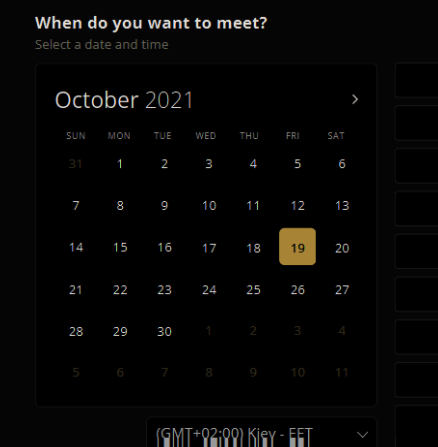 When do you want to meet?
Select a date and time
October 2021
SUN MON TUE WED THU FRI SAT
31 1 2 3 4 5 6
7 8 9 10 11 12 13
14 15 16 17 18 19 20
21 22 23 24 25 26 27
28 29 30 1 2 3 4
5 6 7 8 9 10 11
(GMT+02:00) Kiev - EET